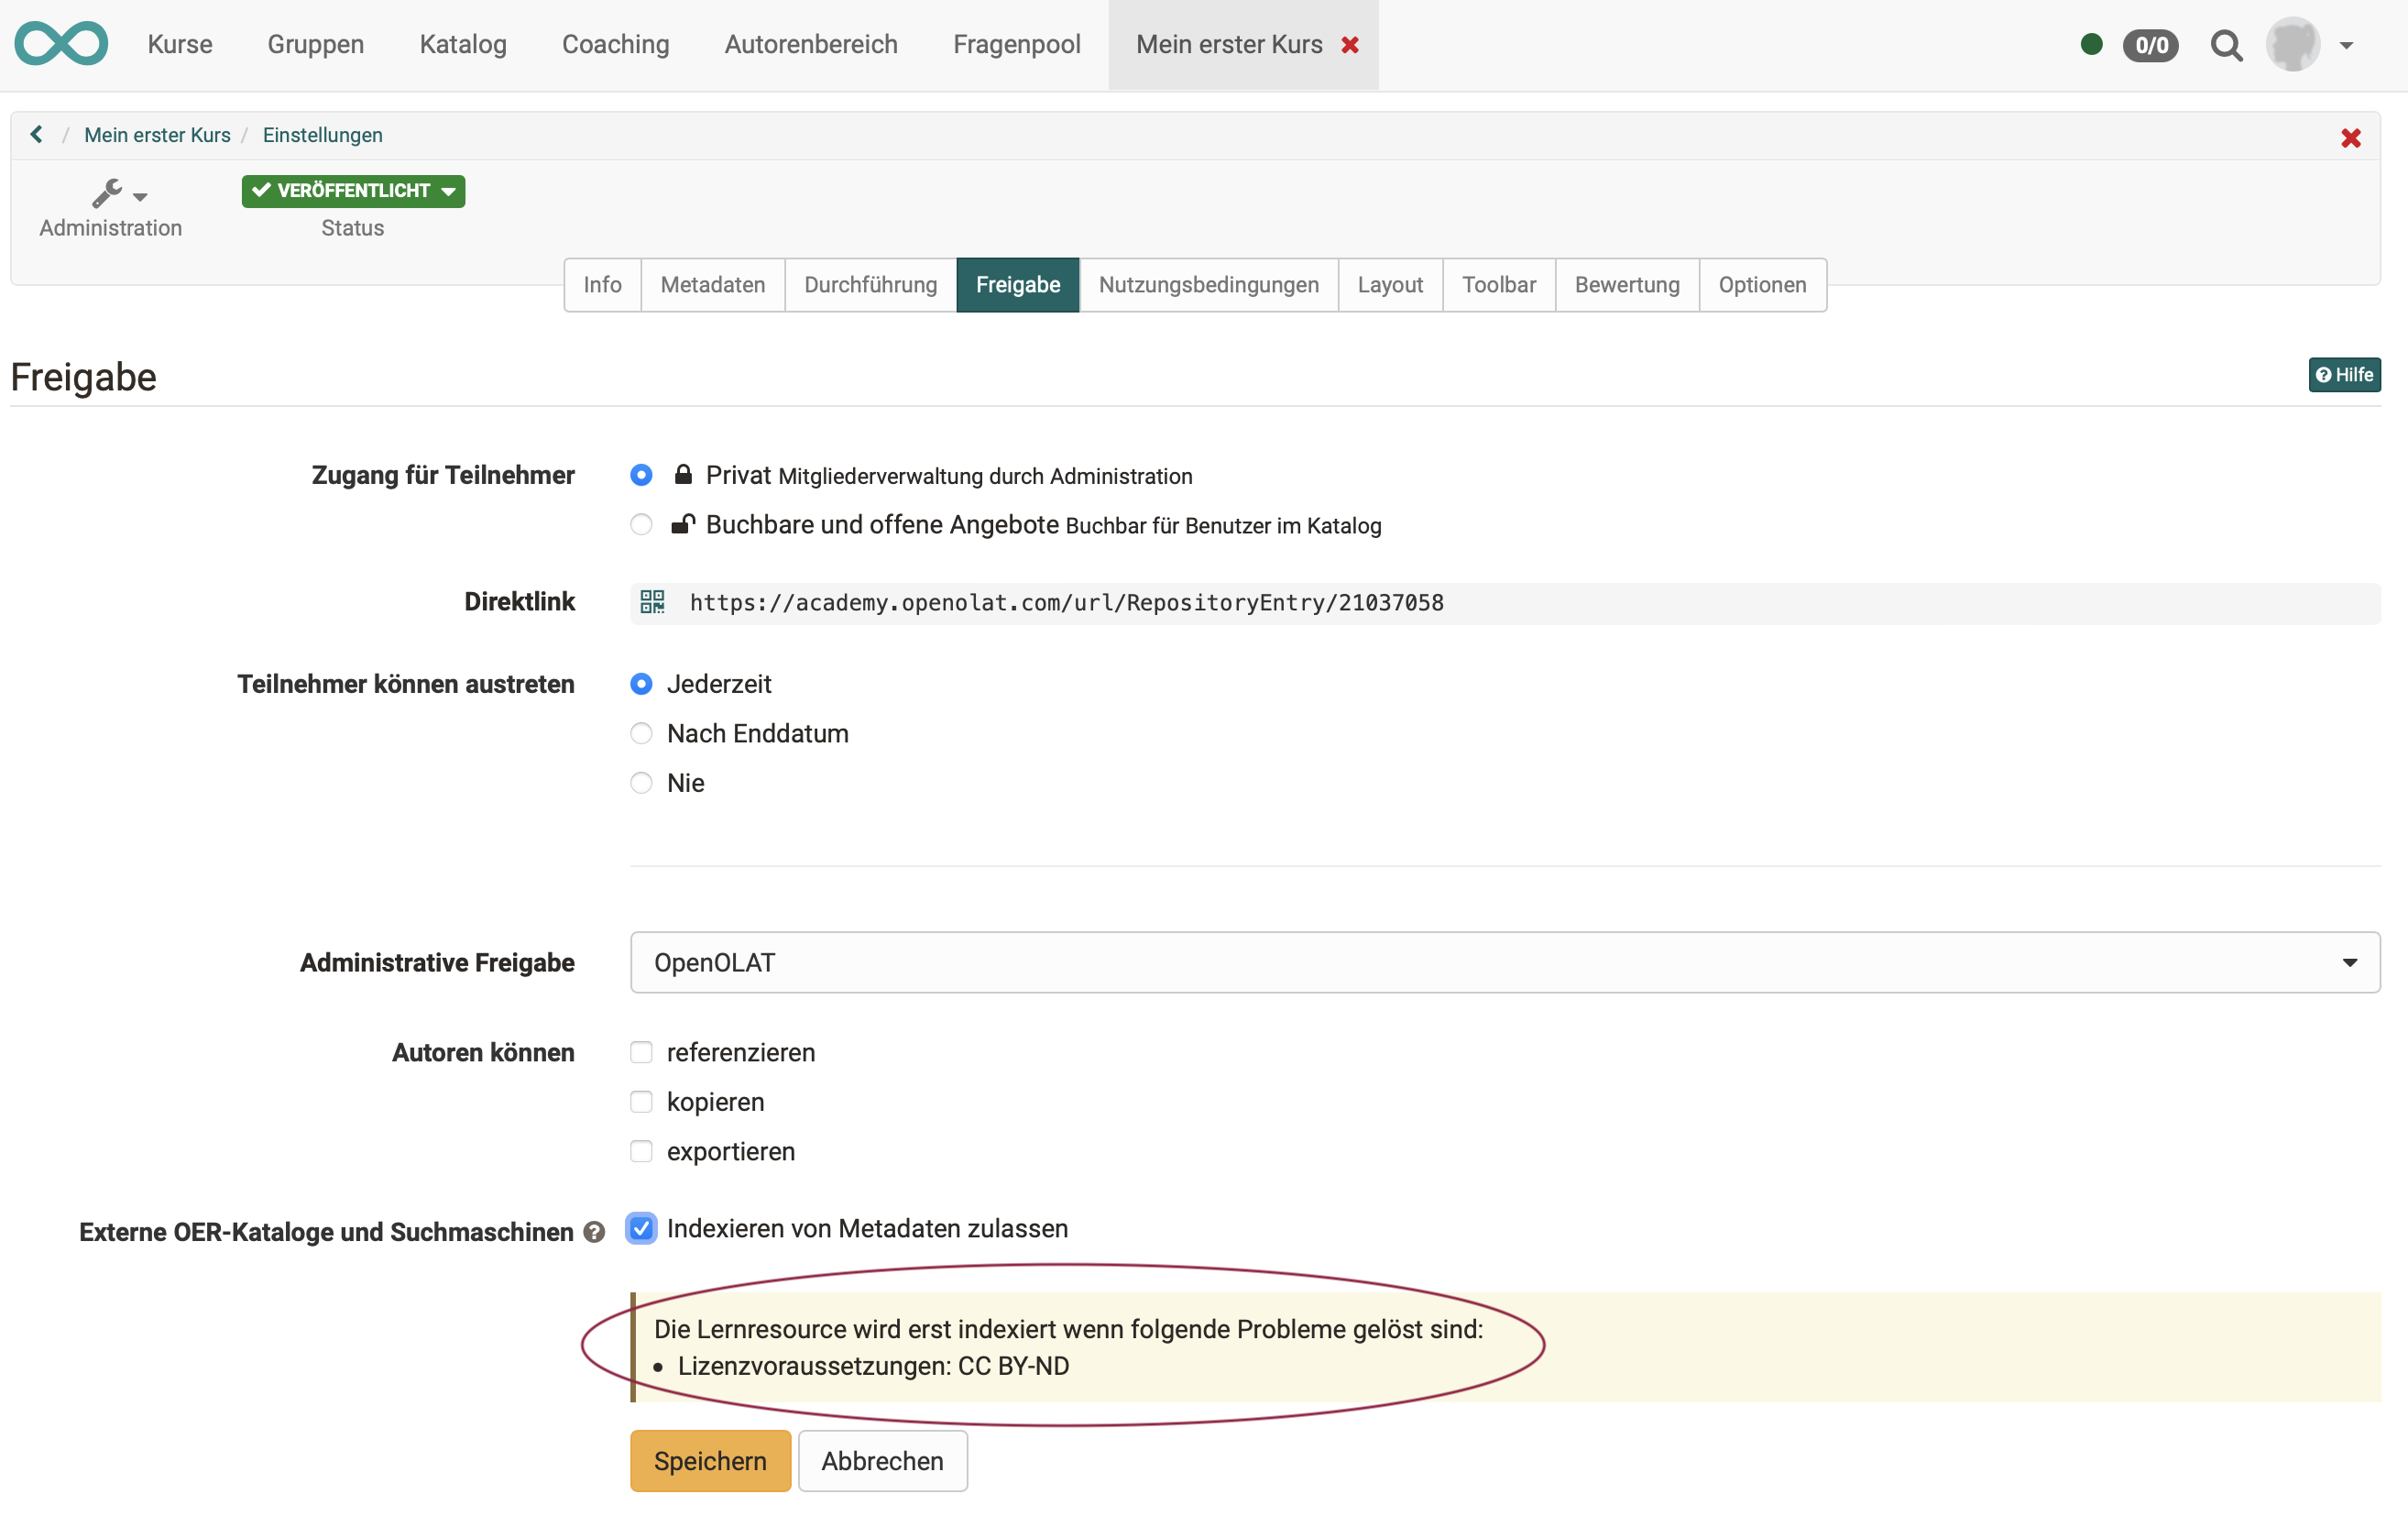 Kurse Gruppen Katalog Coaching Autorenbereich Fragenpool Mein erster Kurs 0/0
/ Mein erster Kurs / Einstellungen
VERÖFFENTLICHT
Administration Status
Info Metadaten Durchführung Freigabe Nutzungsbedingungen Layout Toolbar Bewertung Optionen
Freigabe
Hilfe
Zugang für Teilnehmer Privat Mitgliederverwaltung durch Administration
Buchbare und offene Angebote Buchbar für Benutzer im Katalog
Direktlink https://academy.openolat.com/url/RepositoryEntry/21037058
Teilnehmer können austreten Jederzeit
Nach Enddatum
Nie
Administrative Freigabe OpenOLAT
Autoren können referenzieren
kopieren
exportieren
Externe OER-Kataloge und Suchmaschinen Indexieren von Metadaten zulassen
Die Lernresource wird erst indexiert wenn folgende Probleme gelöst sind:
• Lizenzvoraussetzungen: CC BY-ND
Speichern Abbrechen